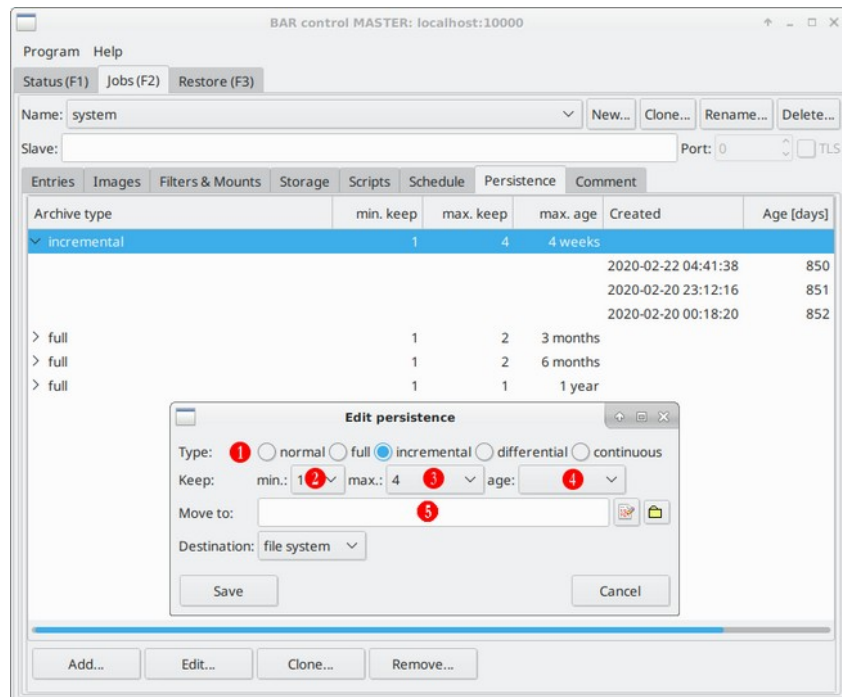 BAR control MASTER: localhost:10000
Program Help
Status (F1) Jobs (F2) Restore (F3)
Name: system New... Clone... Rename... Delete...
Slave: Port: 0 TLS
Entries Images Filters & Mounts Storage Scripts Schedule Persistence Comment
Archive type min. keep max. keep max. age Created Age [days]
incremental 1 4 4 weeks
2020-02-22 04:41:38 850
2020-02-20 23:12:16 851
2020-02-20 00:18:20 852
full 1 2 3 months
full 1 2 6 months
full 1 1 1 year
Edit persistence
Type: 1 normal full incremental differential continuous
Keep: min.: 1 2 max.: 4 3 age: 4
Move to: 5
Destination: file system
Save Cancel
Add... Edit... Clone... Remove...